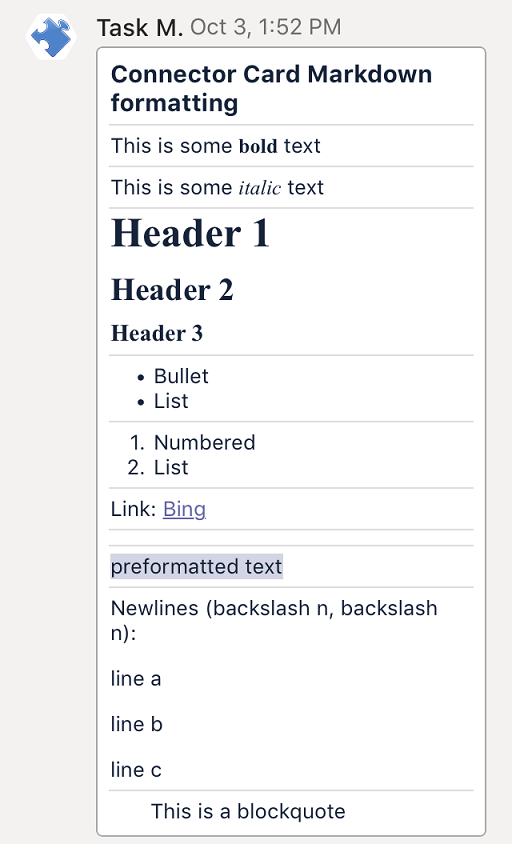 Task M. Oct 3, 1:52 PM
Connector Card Markdown
formatting
This is some bold text
This is some italic text
Header 1
Header 2
Header 3
• Bullet
• List
1. Numbered
2. List
Link: Bing
preformatted text
Newlines (backslash n, backslash
n):
line a
line b
line c
This is a blockquote